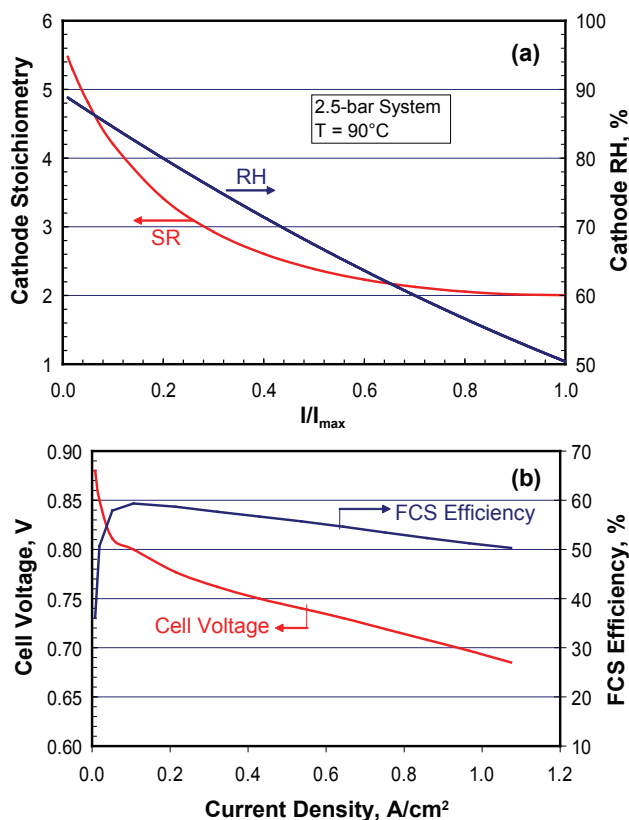 (a)
2.5-bar System
T = 90°C
RH
SR
Cathode Stoichiometry
Cathode RH, %
6
5
4
3
2
1
100
90
80
70
60
50
0.0 0.2 0.4 0.6 0.8 1.0
I/Imax
(b)
FCS Efficiency
Cell Voltage
Cell Voltage, V
FCS Efficiency, %
0.90
0.85
0.80
0.75
0.70
0.65
0.60
70
60
50
40
30
20
10
0.0 0.2 0.4 0.6 0.8 1.0 1.2
Current Density, A/cm²